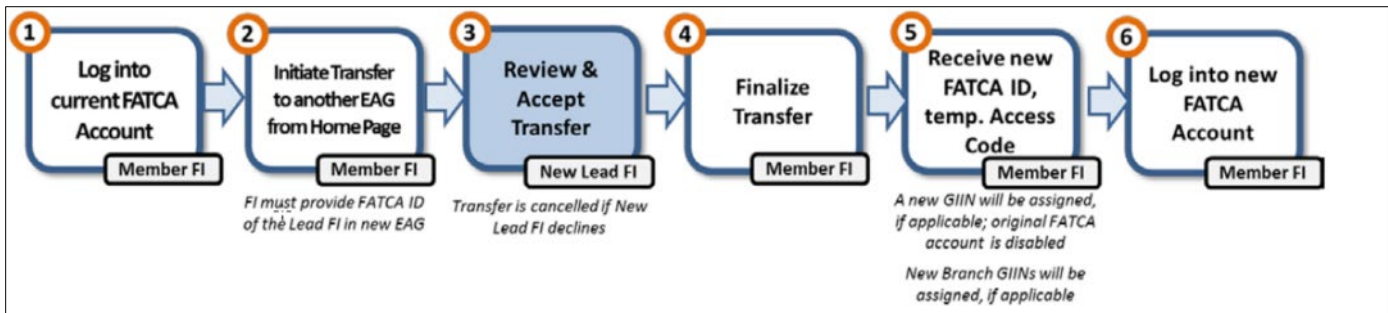 1
Log into
current FATCA
Account
Member FI
2
Initiate Transfer
to another EAG
from Home Page
Member FI
FI must provide FATCA ID
of the Lead FI in new EAG
3
Review &
Accept
Transfer
New Lead FI
Transfer is cancelled if New
Lead FI declines
4
Finalize
Transfer
Member FI
5
Receive new
FATCA ID,
temp. Access
Code
Member FI
A new GIIN will be assigned,
if applicable; original FATCA
account is disabled
New Branch GIINs will be
assigned, if applicable
6
Log into new
FATCA
Account
Member FI